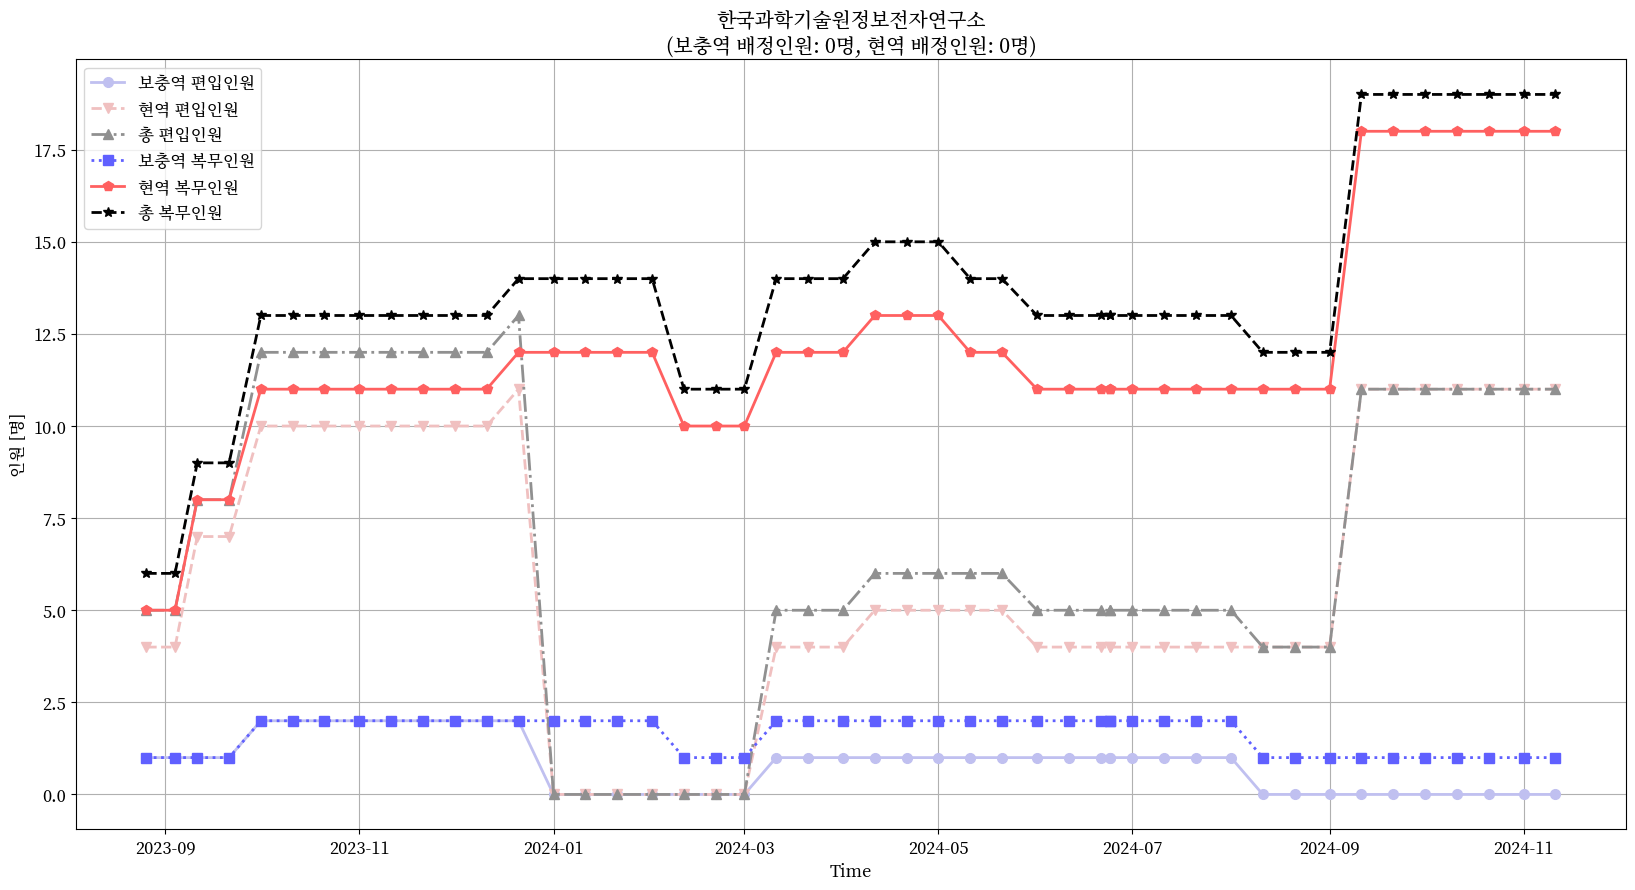 한국과학기술원정보전자연구소
(보충역 배정인원: 0명, 현역 배정인원: 0명)
보충역 편입인원
현역 편입인원
총 편입인원
보충역 복무인원
현역 복무인원
총 복무인원
인원 [명]
17.5
15.0
12.5
10.0
7.5
5.0
2.5
0.0
2023-09 2023-11 2024-01 2024-03 2024-05 2024-07 2024-09 2024-11
Time